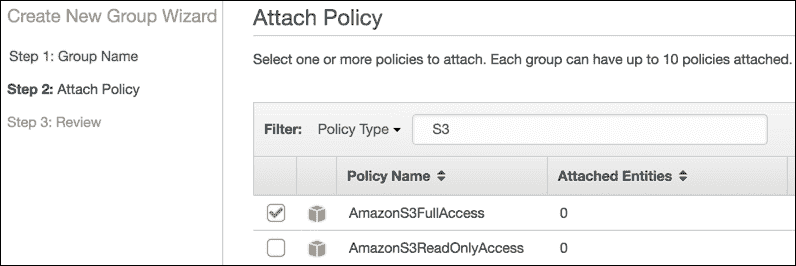 Create New Group Wizard
Step 1: Group Name
Step 2: Attach Policy
Step 3: Review
Attach Policy
Select one or more policies to attach. Each group can have up to 10 policies attached.
Filter: Policy Type S3
Policy Name Attached Entities
AmazonS3FullAccess 0
AmazonS3ReadOnlyAccess 0